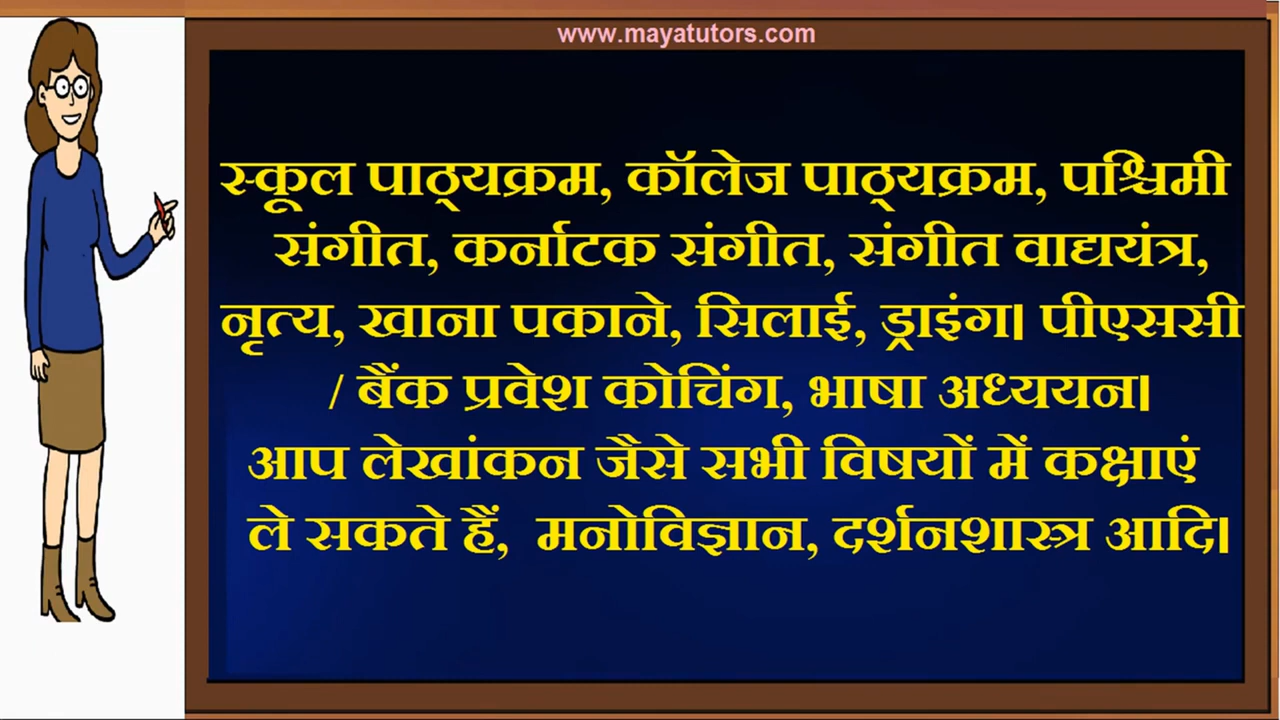 www.mayatutors.com
स्कूल पाठ्यक्रम, कॉलेज पाठ्यक्रम, पश्चिमी
संगीत, कर्नाटक संगीत, संगीत वाद्ययंत्र,
नृत्य, खाना पकाने, सिलाई, ड्राइंग। पीएससी
/ बैंक प्रवेश कोचिंग, भाषा अध्ययन।
आप लेखांकन जैसे सभी विषयों में कक्षाएं
ले सकते हैं, मनोविज्ञान, दर्शनशास्त्र आदि।